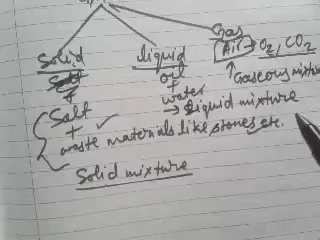 Solid
liquid
Gas
Air → O2, CO2
↑
Gaseous mixture
oil
+
water
→ Liquid mixture
Salt
+
waste materials like stones etc.
Solid mixture